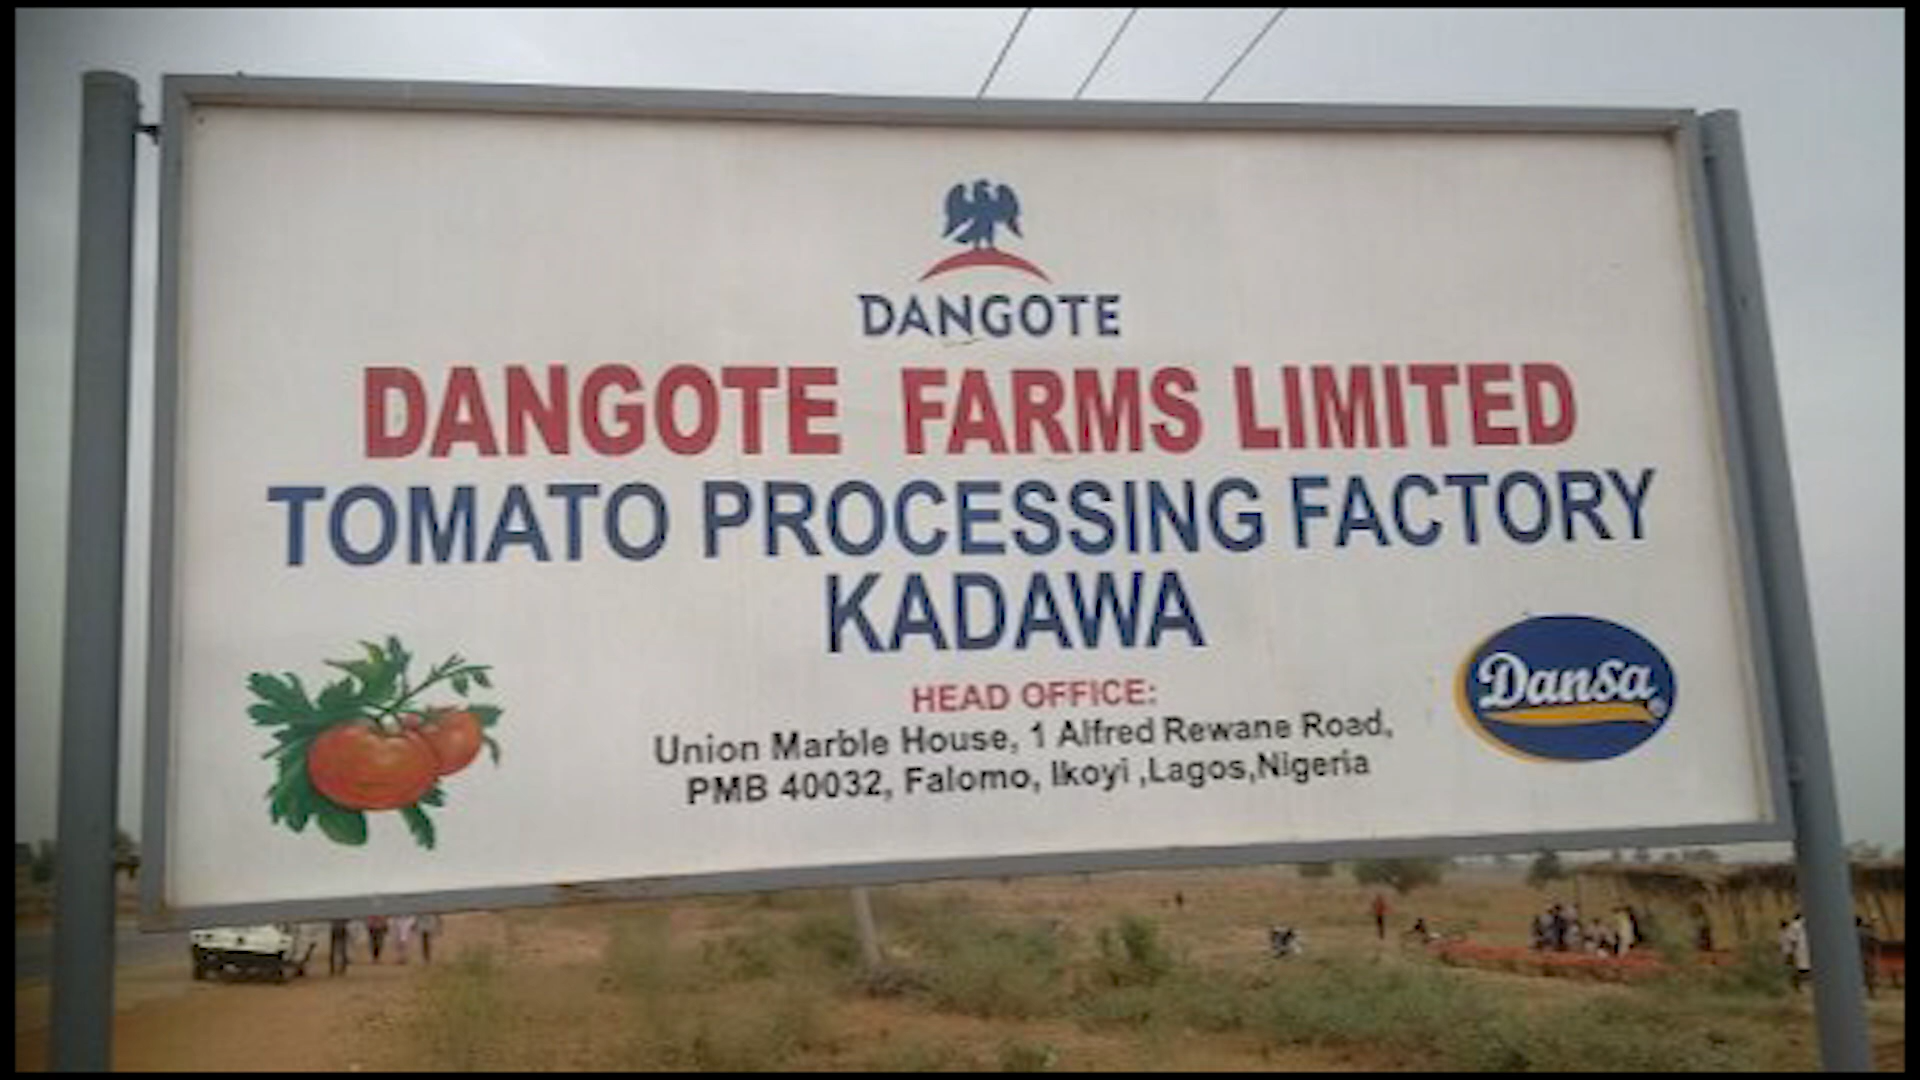 DANGOTE
DANGOTE FARMS LIMITED
TOMATO PROCESSING FACTORY
KADAWA
HEAD OFFICE:
Union Marble House, 1 Alfred Rewane Road,
PMB 40032, Falomo, Ikoyi ,Lagos,Nigeria
Dansa®